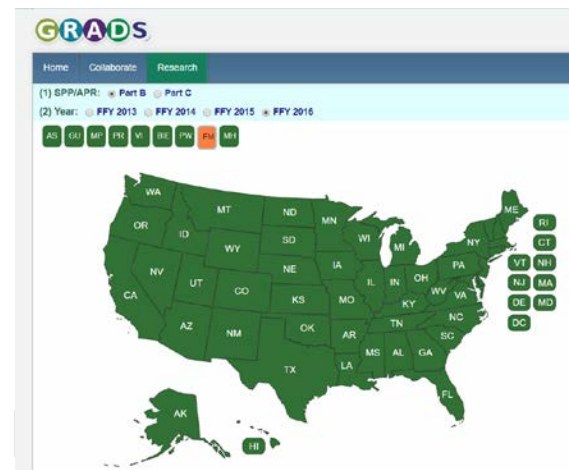 GRADS
Home Collaborate Research
(1) SPP/APR: Part B Part C
(2) Year: FFY 2013 FFY 2014 FFY 2015 FFY 2016
AS GU MP PR VI BIE PW FM MH
WA
MT
ND
MN
ME
OR
ID
SD
WI
MI
NY
RI
WY
CT
NV
NE
IA
PA
VT NH
UT
CO
IL
IN
OH
NJ MA
CA
KS
MO
WV
VA
DE MD
KY
NC
DC
AZ
NM
OK
AR
TN
SC
MS
AL
GA
TX
LA
FL
AK
HI